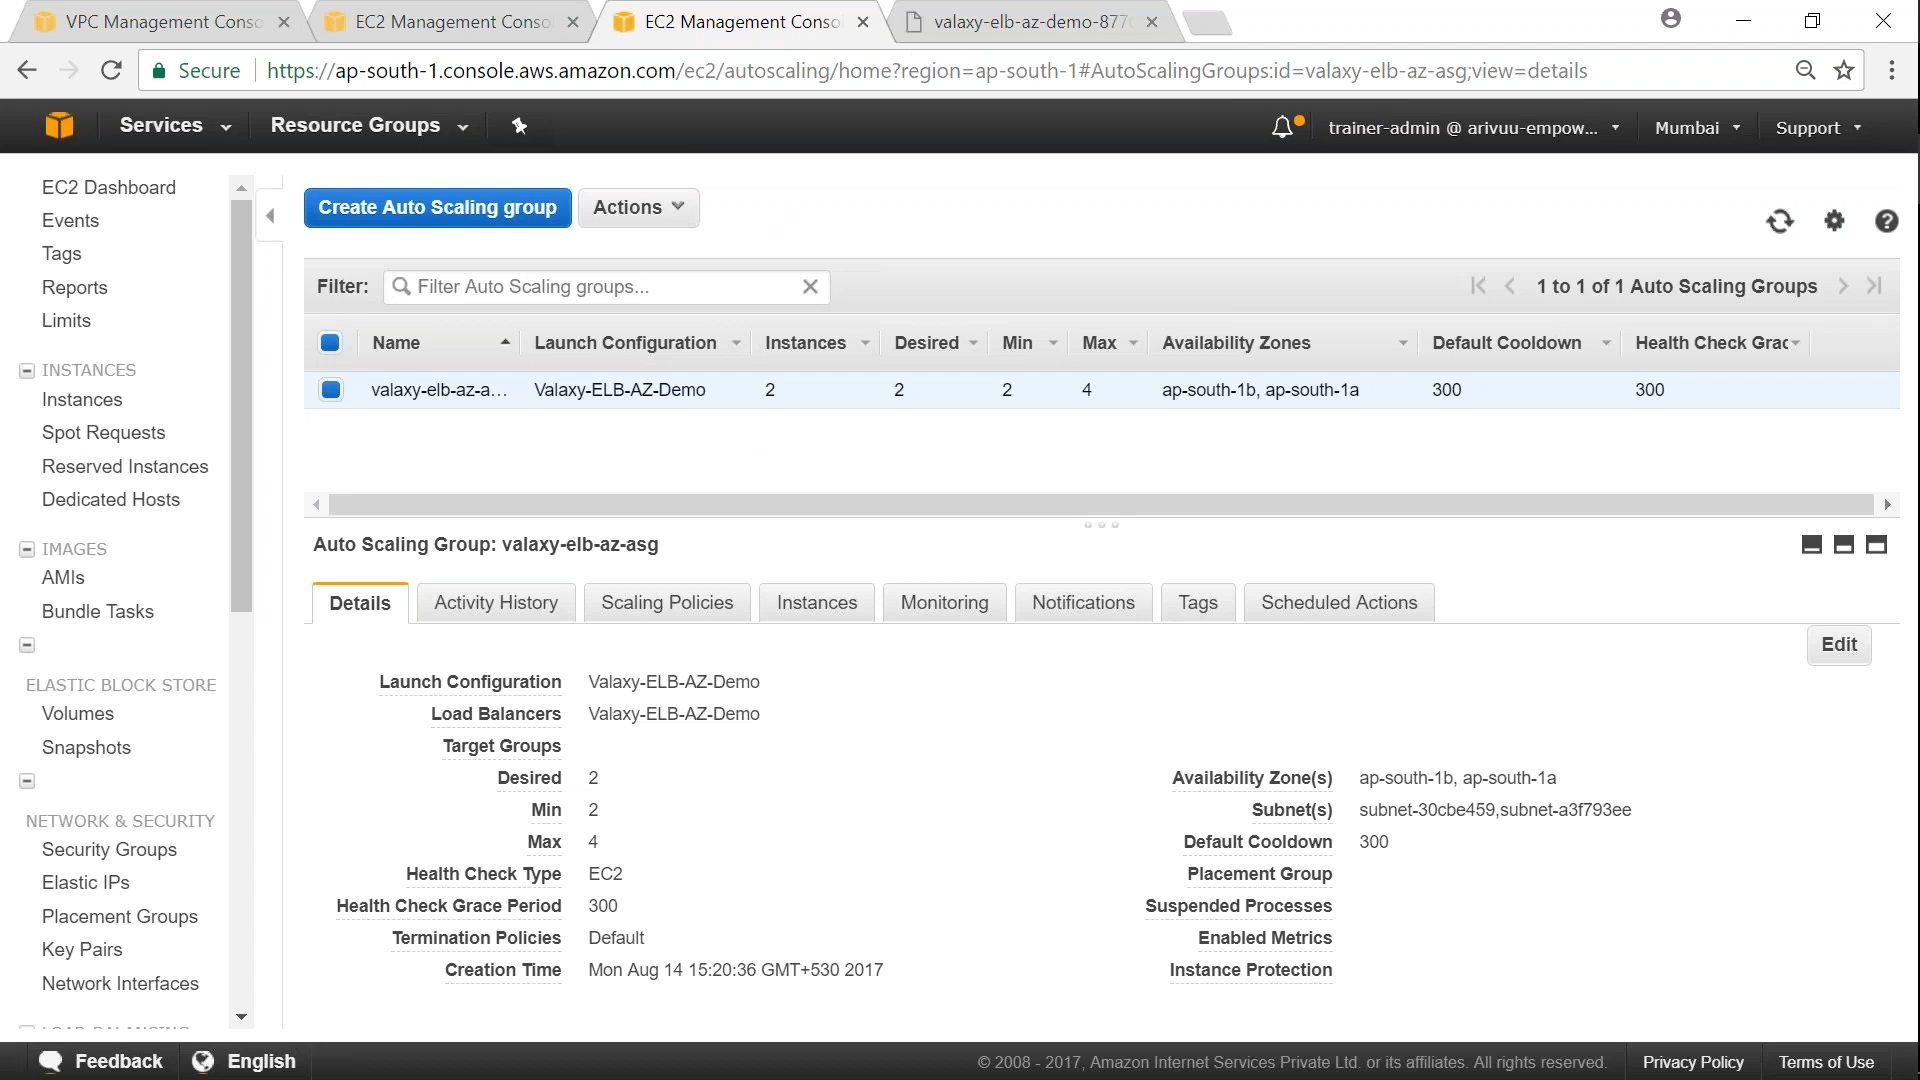 VPC Management Conso
EC2 Management Conso
EC2 Management Consol
valaxy-elb-az-demo-877
Secure
https://ap-south-1.console.aws.amazon.com/ec2/autoscaling/home?region=ap-south-1#AutoScalingGroups:id=valaxy-elb-az-asg;view=details
Services
Resource Groups
trainer-admin @ arivuu-empow...
Mumbai
Support
EC2 Dashboard
Events
Tags
Reports
Limits
INSTANCES
Instances
Spot Requests
Reserved Instances
Dedicated Hosts
IMAGES
AMIs
Bundle Tasks
ELASTIC BLOCK STORE
Volumes
Snapshots
NETWORK & SECURITY
Security Groups
Elastic IPs
Placement Groups
Key Pairs
Network Interfaces
Create Auto Scaling group
Actions
Filter:
Filter Auto Scaling groups...
1 to 1 of 1 Auto Scaling Groups
Name Launch Configuration Instances Desired Min Max Availability Zones Default Cooldown Health Check Grac
valaxy-elb-az-a... Valaxy-ELB-AZ-Demo 2 2 2 4 ap-south-1b, ap-south-1a 300 300
Auto Scaling Group: valaxy-elb-az-asg
Details Activity History Scaling Policies Instances Monitoring Notifications Tags Scheduled Actions
Edit
Launch Configuration Valaxy-ELB-AZ-Demo
Load Balancers Valaxy-ELB-AZ-Demo
Target Groups
Desired 2
Min 2
Max 4
Health Check Type EC2
Health Check Grace Period 300
Termination Policies Default
Creation Time Mon Aug 14 15:20:36 GMT+530 2017
Availability Zone(s) ap-south-1b, ap-south-1a
Subnet(s) subnet-30cbe459,subnet-a3f793ee
Default Cooldown 300
Placement Group
Suspended Processes
Enabled Metrics
Instance Protection
Feedback
English
© 2008 - 2017, Amazon Internet Services Private Ltd. or its affiliates. All rights reserved.
Privacy Policy
Terms of Use